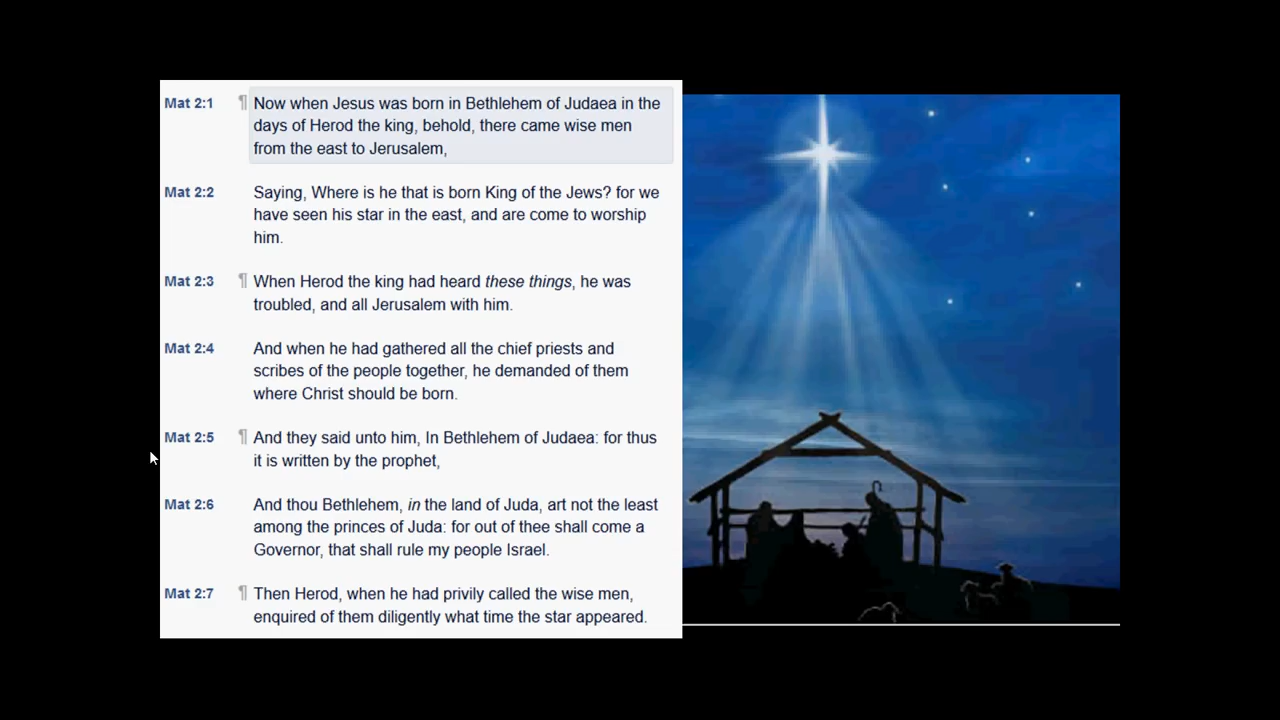 Mat 2:1 ¶ Now when Jesus was born in Bethlehem of Judaea in the
days of Herod the king, behold, there came wise men
from the east to Jerusalem,
Mat 2:2 Saying, Where is he that is born King of the Jews? for we
have seen his star in the east, and are come to worship
him.
Mat 2:3 ¶ When Herod the king had heard these things, he was
troubled, and all Jerusalem with him.
Mat 2:4 And when he had gathered all the chief priests and
scribes of the people together, he demanded of them
where Christ should be born.
Mat 2:5 ¶ And they said unto him, In Bethlehem of Judaea: for thus
it is written by the prophet,
Mat 2:6 And thou Bethlehem, in the land of Juda, art not the least
among the princes of Juda: for out of thee shall come a
Governor, that shall rule my people Israel.
Mat 2:7 ¶ Then Herod, when he had privily called the wise men,
enquired of them diligently what time the star appeared.